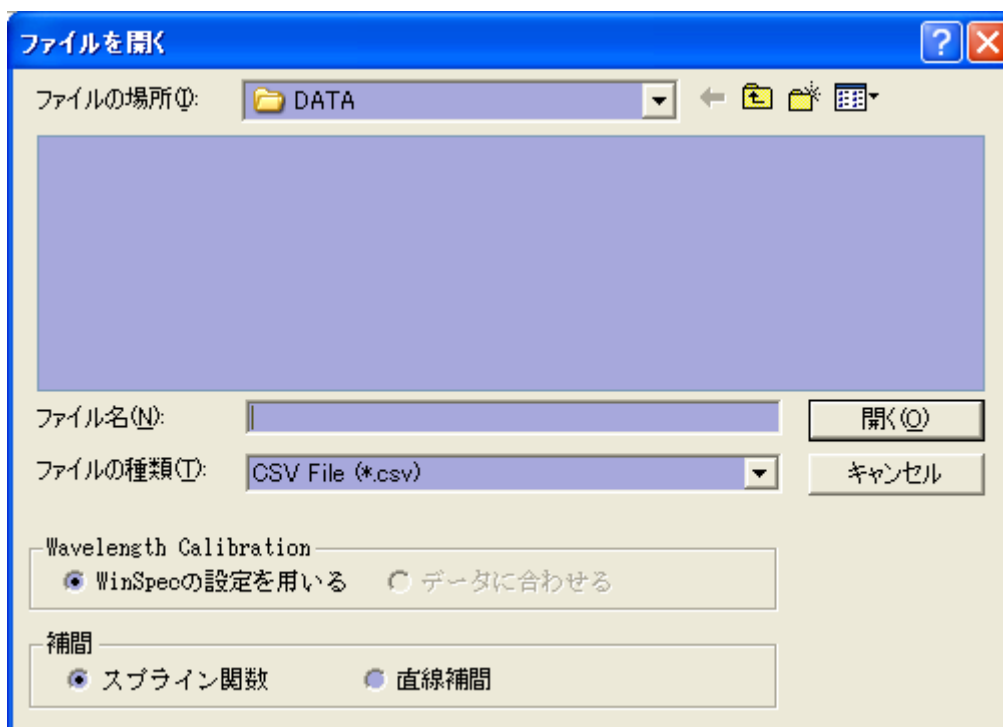 ファイルを開く
ファイルの場所(I): DATA
ファイル名(N): 開く(O)
ファイルの種類(T): CSV File (*.csv) キャンセル
Wavelength Calibration
WinSpecの設定を用いる データに合わせる
補間
スプライン関数 直線補間